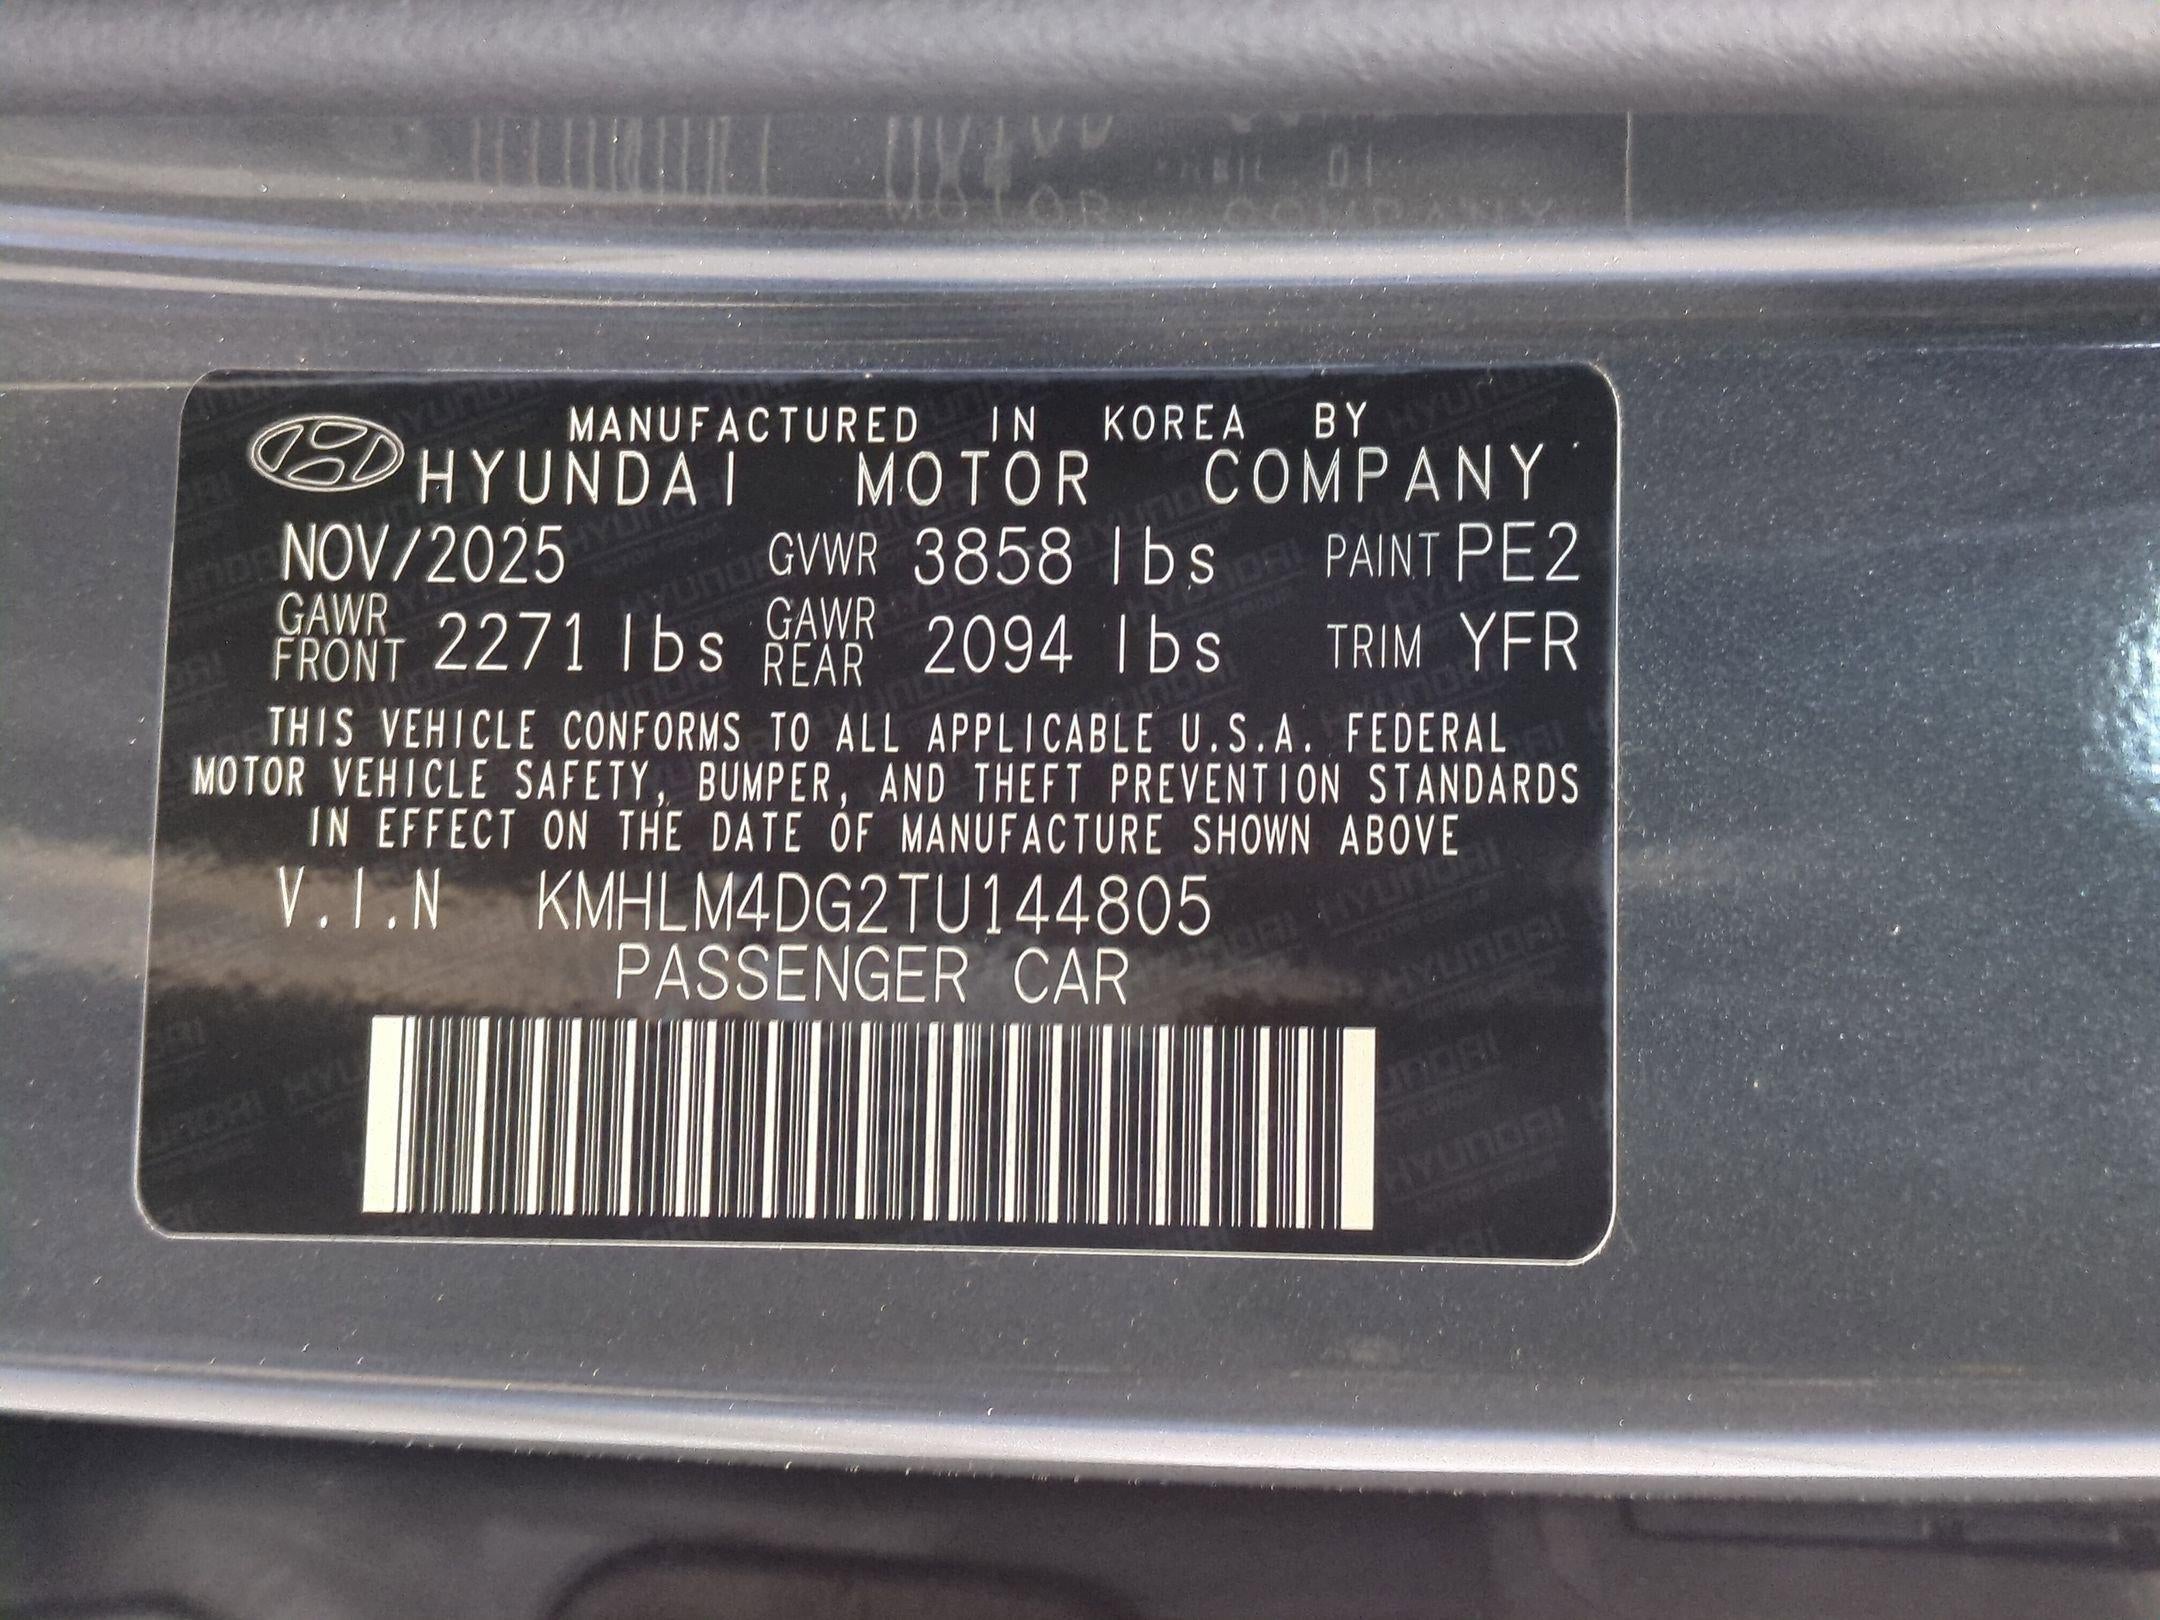 MANUFACTURED IN KOREA BY
HYUNDAI MOTOR COMPANY
NOV/2025 GVWR 3858 lbs PAINT PE2
GAWR FRONT 2271 lbs GAWR REAR 2094 lbs TRIM YFR
THIS VEHICLE CONFORMS TO ALL APPLICABLE U.S.A. FEDERAL
MOTOR VEHICLE SAFETY, BUMPER, AND THEFT PREVENTION STANDARDS
IN EFFECT ON THE DATE OF MANUFACTURE SHOWN ABOVE
V.I.N KMHLM4DG2TU144805
PASSENGER CAR